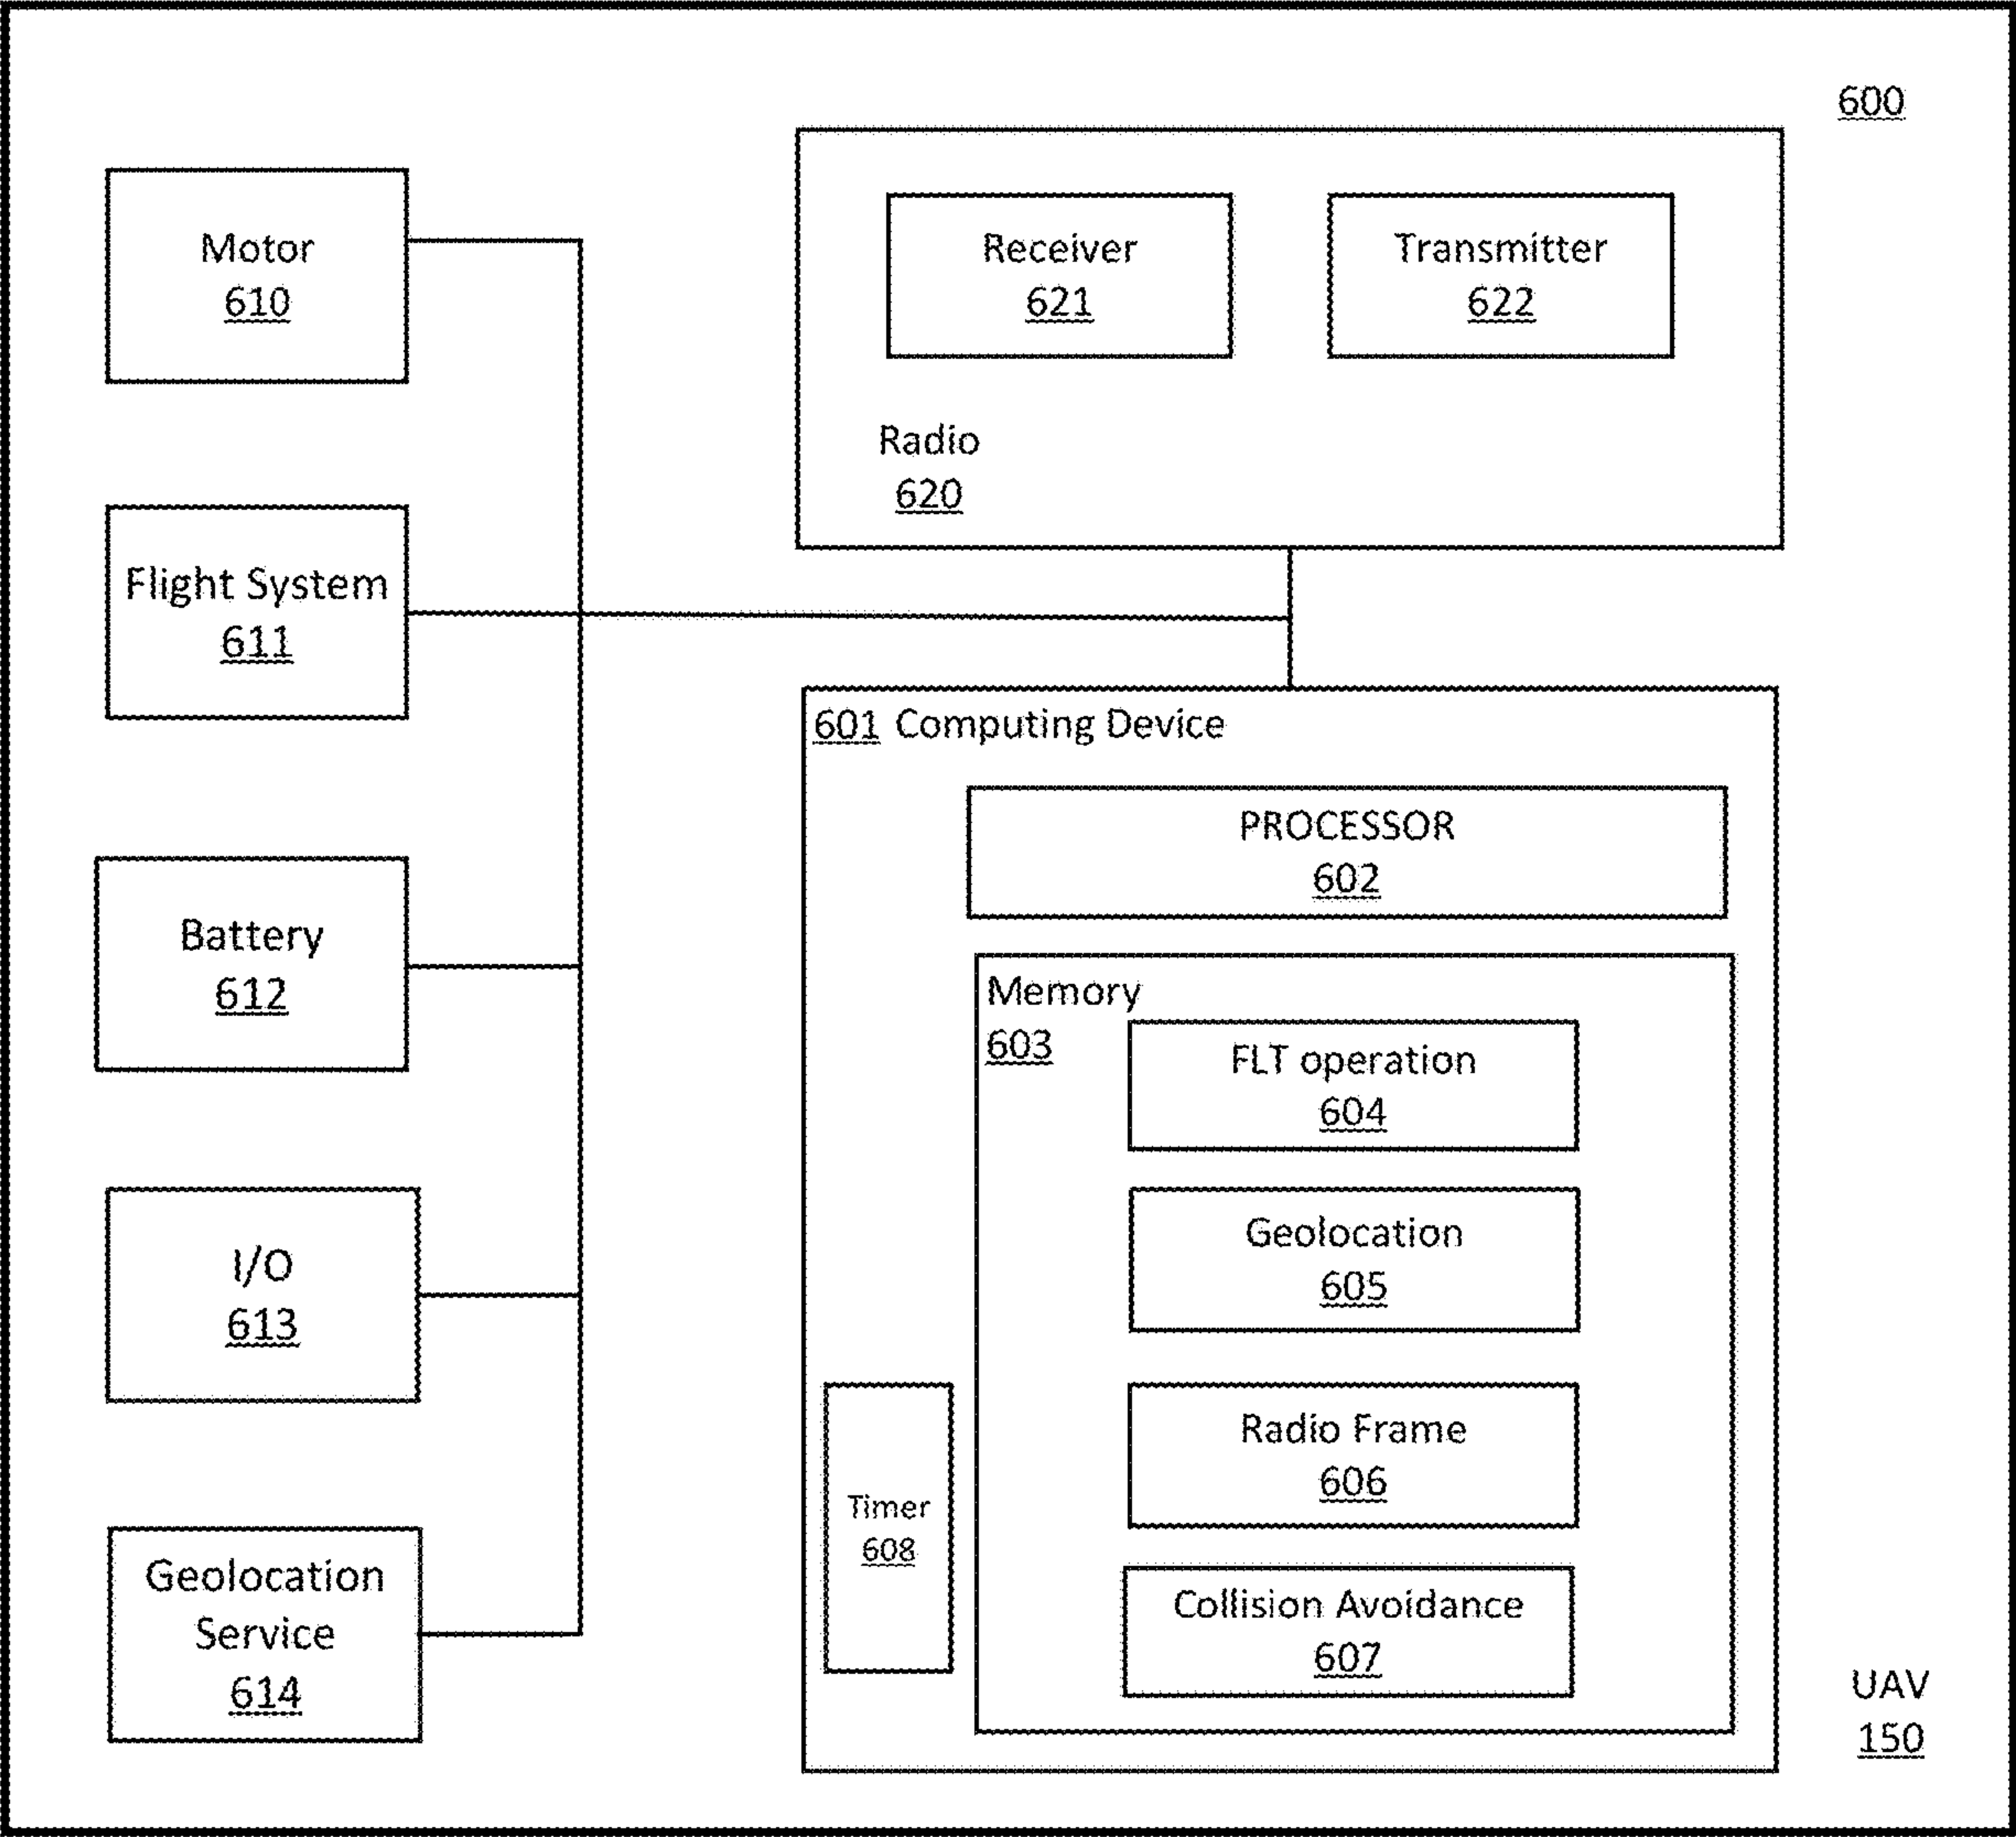 600
Motor
610
Flight System
611
Battery
612
I/O
613
Geolocation
Service
614
Receiver
621
Transmitter
622
Radio
620
601 Computing Device
PROCESSOR
602
Memory
603
FLT operation
604
Geolocation
605
Radio Frame
606
Collision Avoidance
607
Timer
608
UAV
150